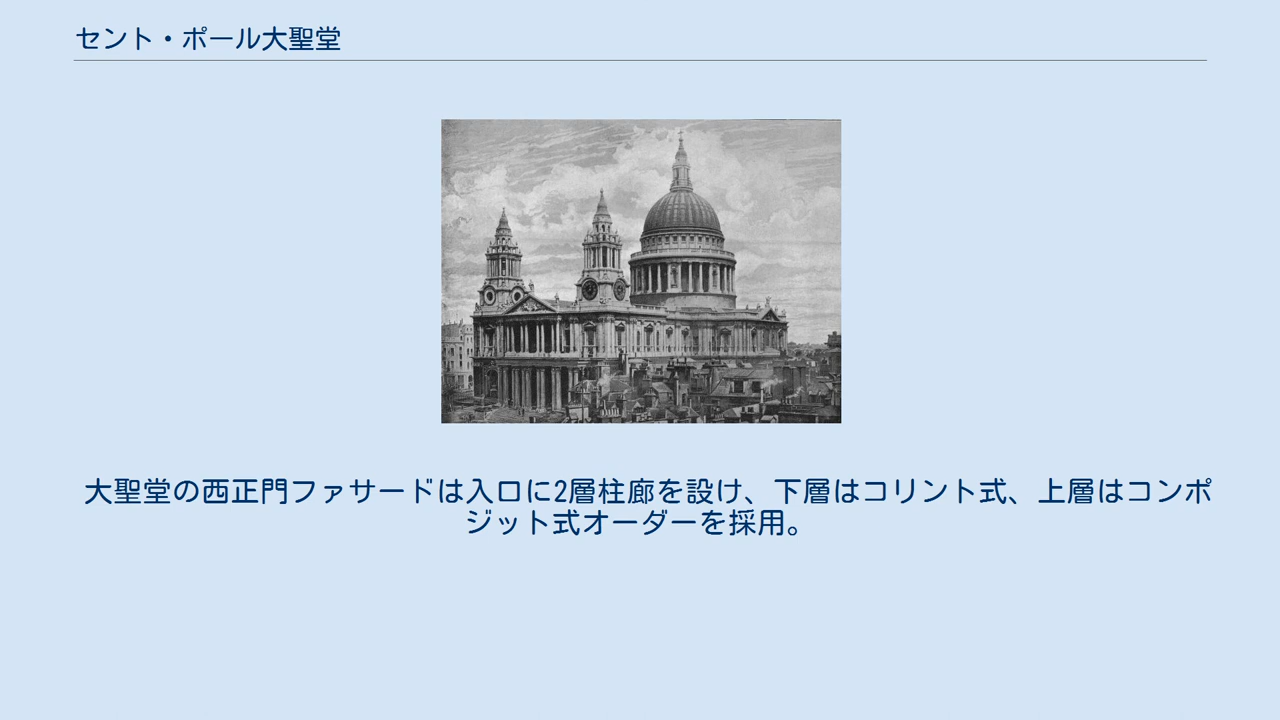 セント・ポール大聖堂
大聖堂の西正門ファサードは入口に2層柱廊を設け、下層はコリント式、上層はコンポ
ジット式オーダーを採用。